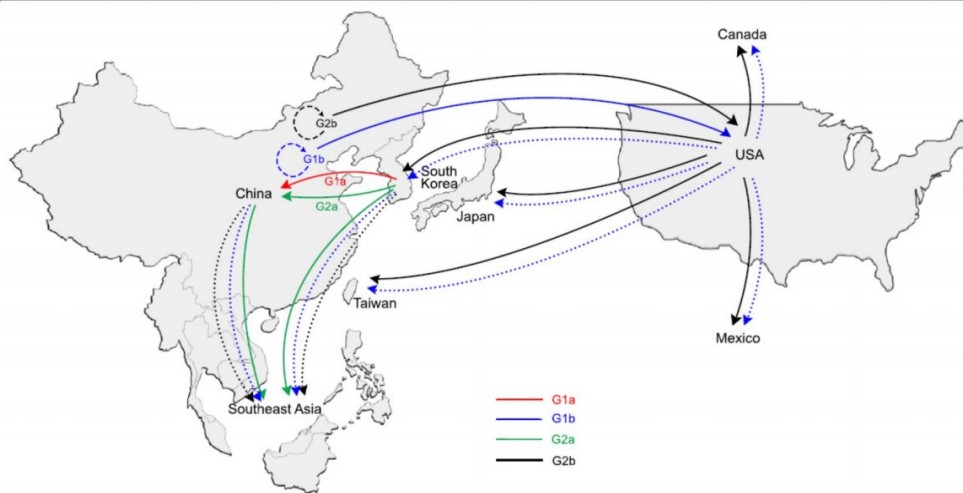 Canada
G2b
USA
G1b
South
Korea
G1a
China
G2a
Japan
Taiwan
Mexico
Southeast Asia
G1a
G1b
G2a
G2b